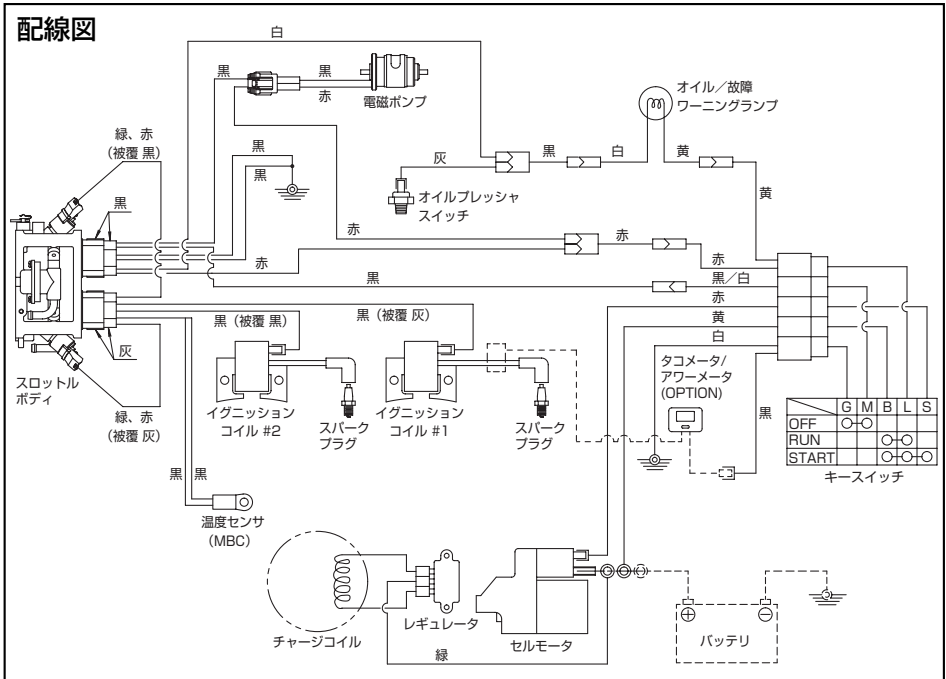 配線図
白
黒
黒
赤
電磁ポンプ
オイル／故障
ワーニングランプ
緑、赤
(被覆 黒)
黒
黒
黒
灰
オイルプレッシャ
スイッチ
黒
白
黄
黄
赤
赤
赤
赤
黒
黒／白
赤
黄
白
黒（被覆 黒）
黒（被覆 灰）
灰
スロットル
ボディ
緑、赤
(被覆 灰)
イグニッション
コイル #2
スパーク
プラグ
イグニッション
コイル #1
スパーク
プラグ
タコメータ/
アワーメータ
(OPTION)
黒
G M B L S
OFF
RUN
START
キースイッチ
黒 黒
温度センサ
(MBC)
チャージコイル
レギュレータ
セルモータ
緑
⊕ ⊖
バッテリ